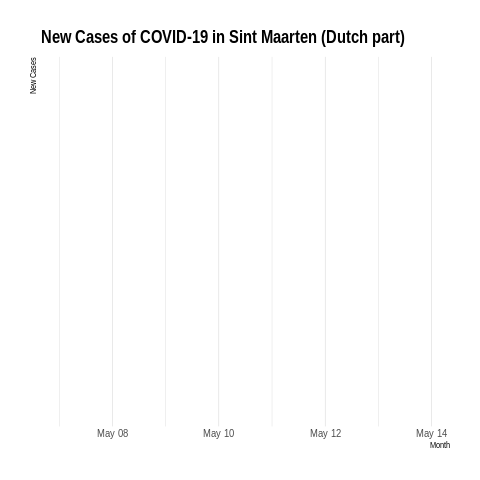 New Cases of COVID-19 in Sint Maarten (Dutch part)
New Cases
May 08
May 10
May 12
May 14
Month